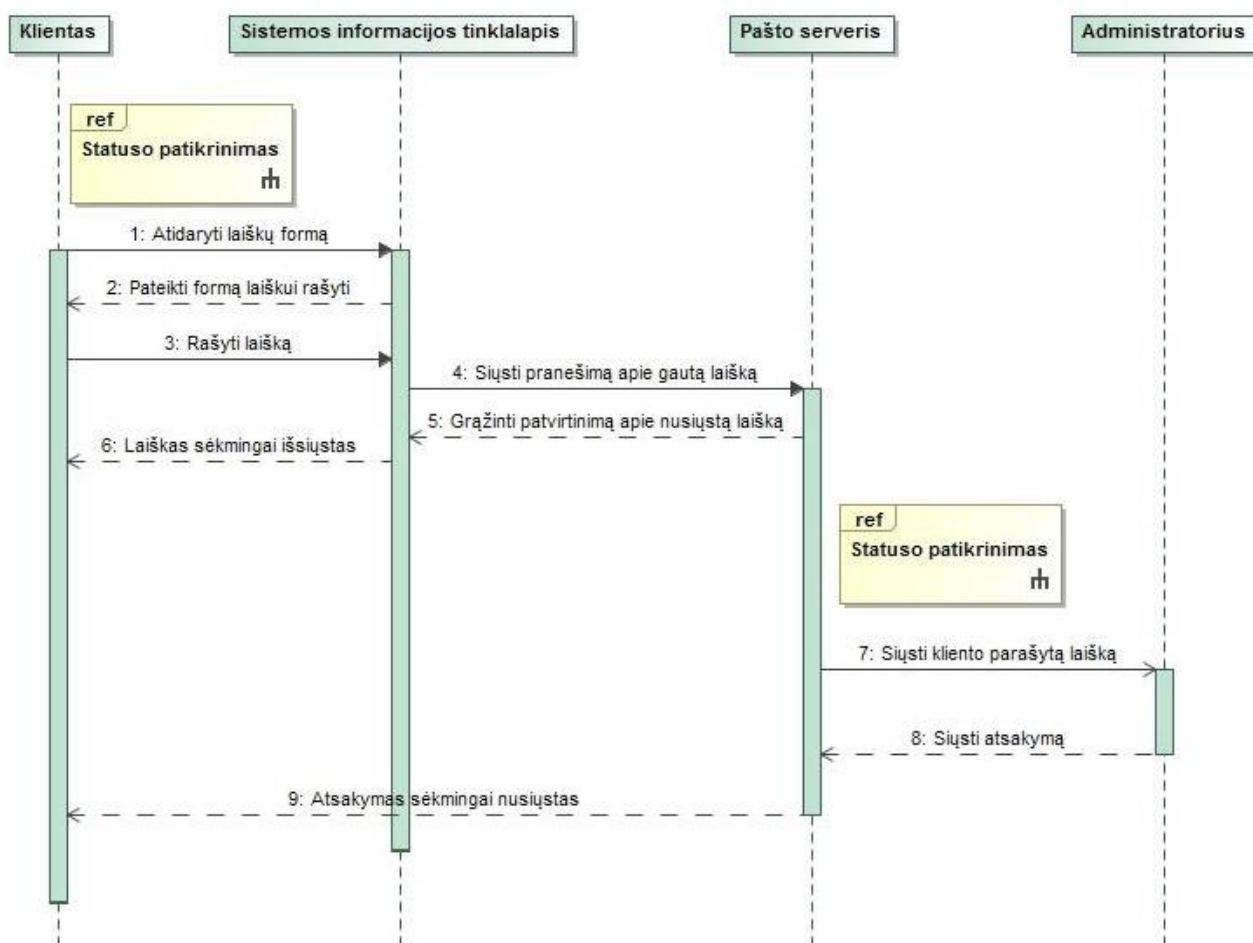 Klientas
Sistemos informacijos tinklalapis
Pašto serveris
Administratorius
ref
Statuso patikrinimas
1: Atidaryti laiškų formą
2: Pateikti formą laiškui rašyti
3: Rašyti laišką
4: Siųsti pranešimą apie gautą laišką
5: Grąžinti patvirtinimą apie nusiųstą laišką
6: Laiškas sėkmingai išsiųstas
ref
Statuso patikrinimas
7: Siųsti kliento parašytą laišką
8: Siųsti atsakymą
9: Atsakymas sėkmingai nusiųstas